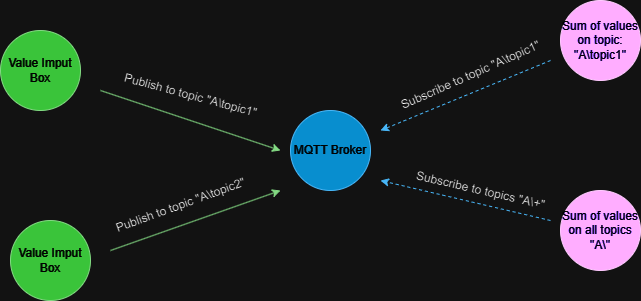 Sum of values
on topic:
"A\topic1"
Value Imput
Box
Publish to topic "A\topic1"
Subscribe to topic "A\topic1"
MQTT Broker
Publish to topic "A\topic2"
Subscribe to topics "A\+"
Value Imput
Box
Sum of values
on all topics
"A\"